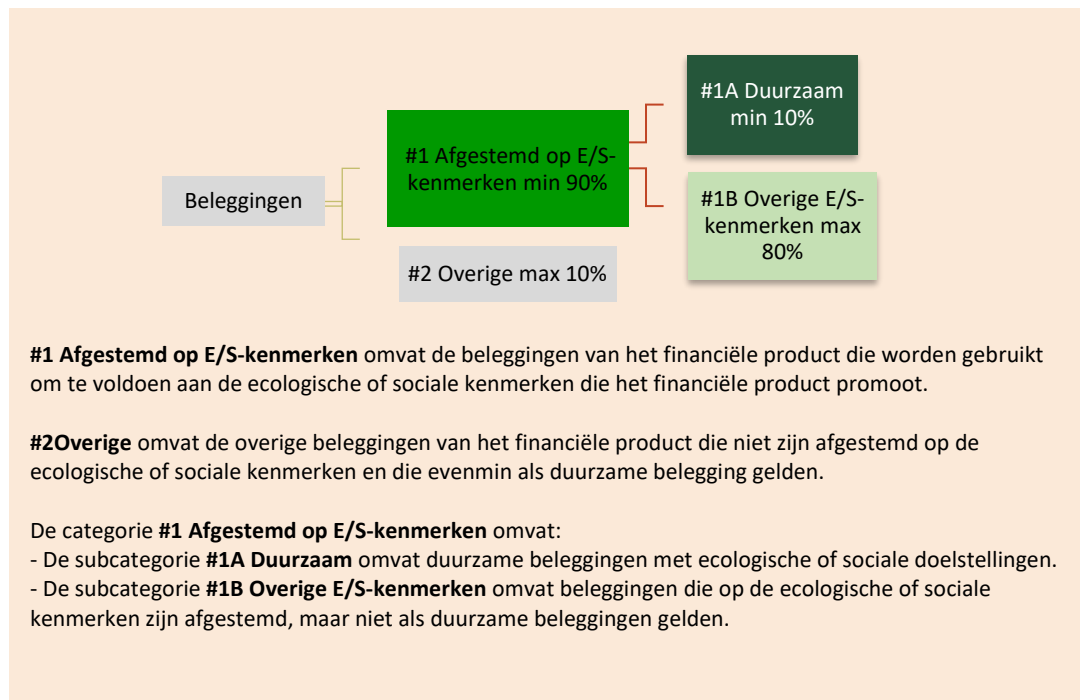 #1A Duurzaam
min 10%
#1 Afgestemd op E/S-
kenmerken min 90%
Beleggingen
#1B Overige E/S-
kenmerken max
80%
#2 Overige max 10%
#1 Afgestemd op E/S-kenmerken omvat de beleggingen van het financiële product die worden gebruikt
om te voldoen aan de ecologische of sociale kenmerken die het financiële product promoot.
#2Overige omvat de overige beleggingen van het financiële product die niet zijn afgestemd op de
ecologische of sociale kenmerken en die evenmin als duurzame belegging gelden.
De categorie #1 Afgestemd op E/S-kenmerken omvat:
- De subcategorie #1A Duurzaam omvat duurzame beleggingen met ecologische of sociale doelstellingen.
- De subcategorie #1B Overige E/S-kenmerken omvat beleggingen die op de ecologische of sociale
kenmerken zijn afgestemd, maar niet als duurzame beleggingen gelden.